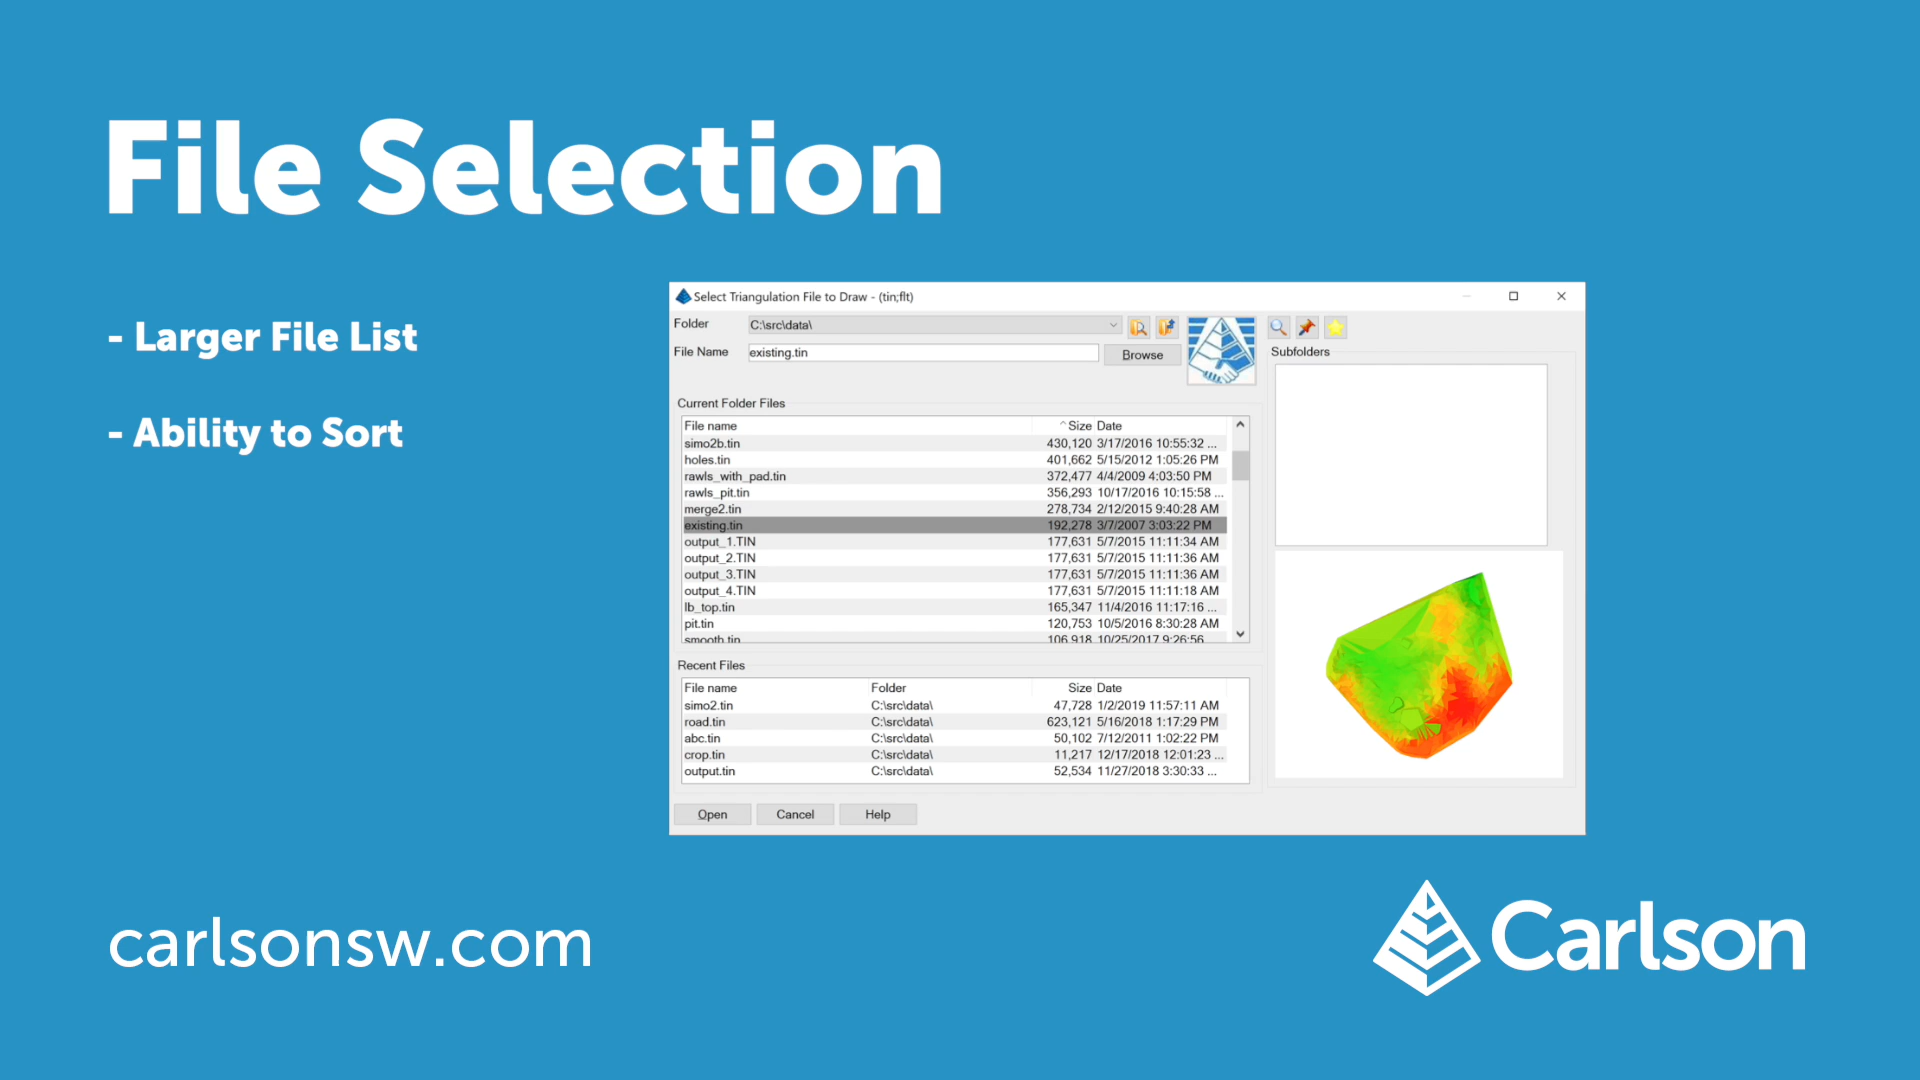 File Selection
- Larger File List
- Ability to Sort
Select Triangulation File to Draw - (tin;flt)
Folder C:\src\data\
File Name existing.tin Browse
Subfolders
Current Folder Files
File name ^ Size Date
simo2b.tin 430,120 3/17/2016 10:55:32 ...
holes.tin 401,662 5/15/2012 1:05:26 PM
rawls_with_pad.tin 372,477 4/4/2009 4:03:50 PM
rawls_pit.tin 356,293 10/17/2016 10:15:58 ...
merge2.tin 278,734 2/12/2015 9:40:28 AM
existing.tin 192,278 3/7/2007 3:03:22 PM
output_1.TIN 177,631 5/7/2015 11:11:34 AM
output_2.TIN 177,631 5/7/2015 11:11:36 AM
output_3.TIN 177,631 5/7/2015 11:11:36 AM
output_4.TIN 177,631 5/7/2015 11:11:18 AM
lb_top.tin 165,347 11/4/2016 11:17:16 ...
pit.tin 120,753 10/5/2016 8:30:28 AM
smooth.tin 106,918 10/25/2017 9:26:56
Recent Files
File name Folder Size Date
simo2.tin C:\src\data\ 47,728 1/2/2019 11:57:11 AM
road.tin C:\src\data\ 623,121 5/16/2018 1:17:29 PM
abc.tin C:\src\data\ 50,102 7/12/2011 1:02:22 PM
crop.tin C:\src\data\ 11,217 12/17/2018 12:01:23 ...
output.tin C:\src\data\ 52,534 11/27/2018 3:30:33 ...
Open Cancel Help
carlsonsw.com
Carlson